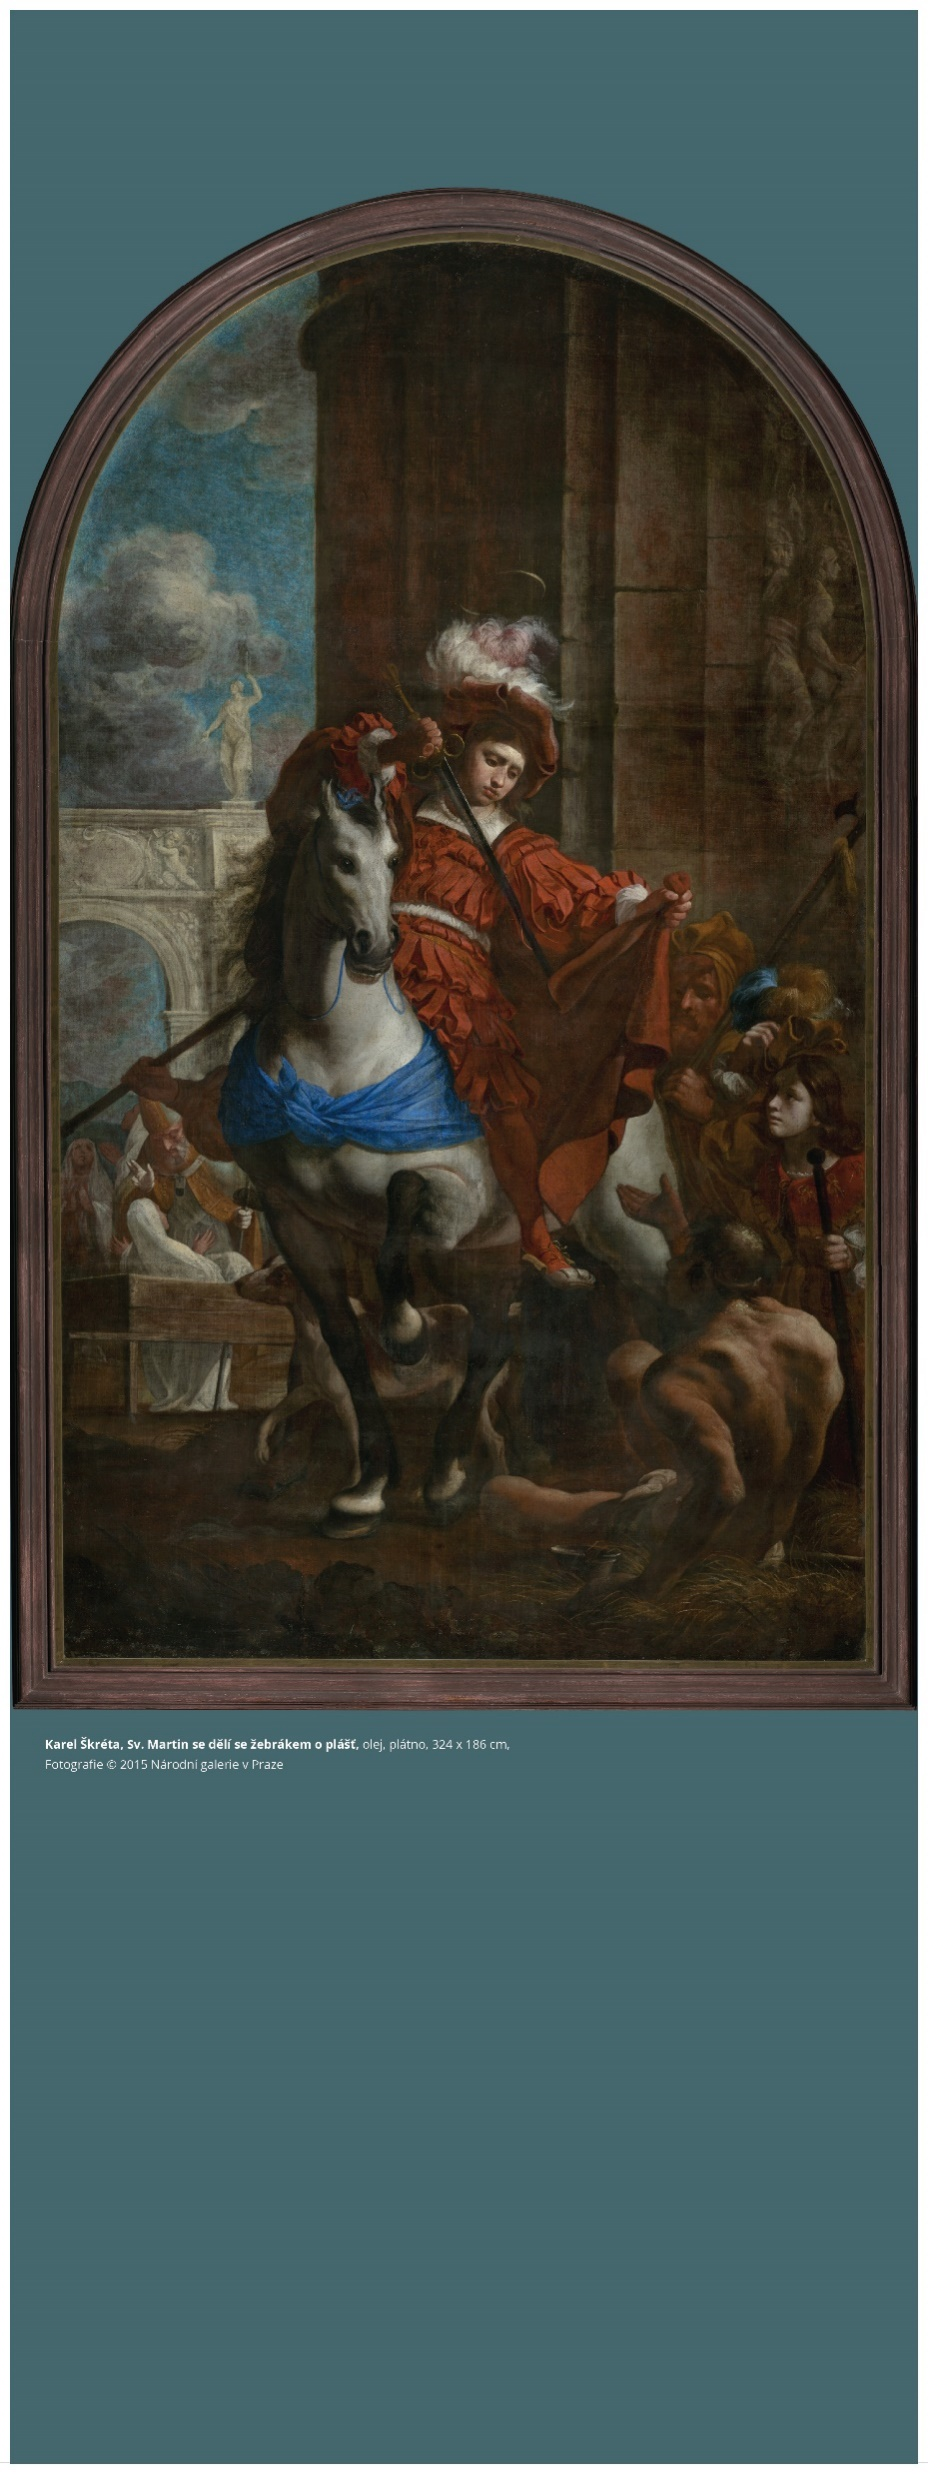 Karel Škréta, Sv. Martin se dělí se žebrákem o plášť, olej, plátno, 324 x 186 cm,
Fotografie © 2015 Národní galerie v Praze